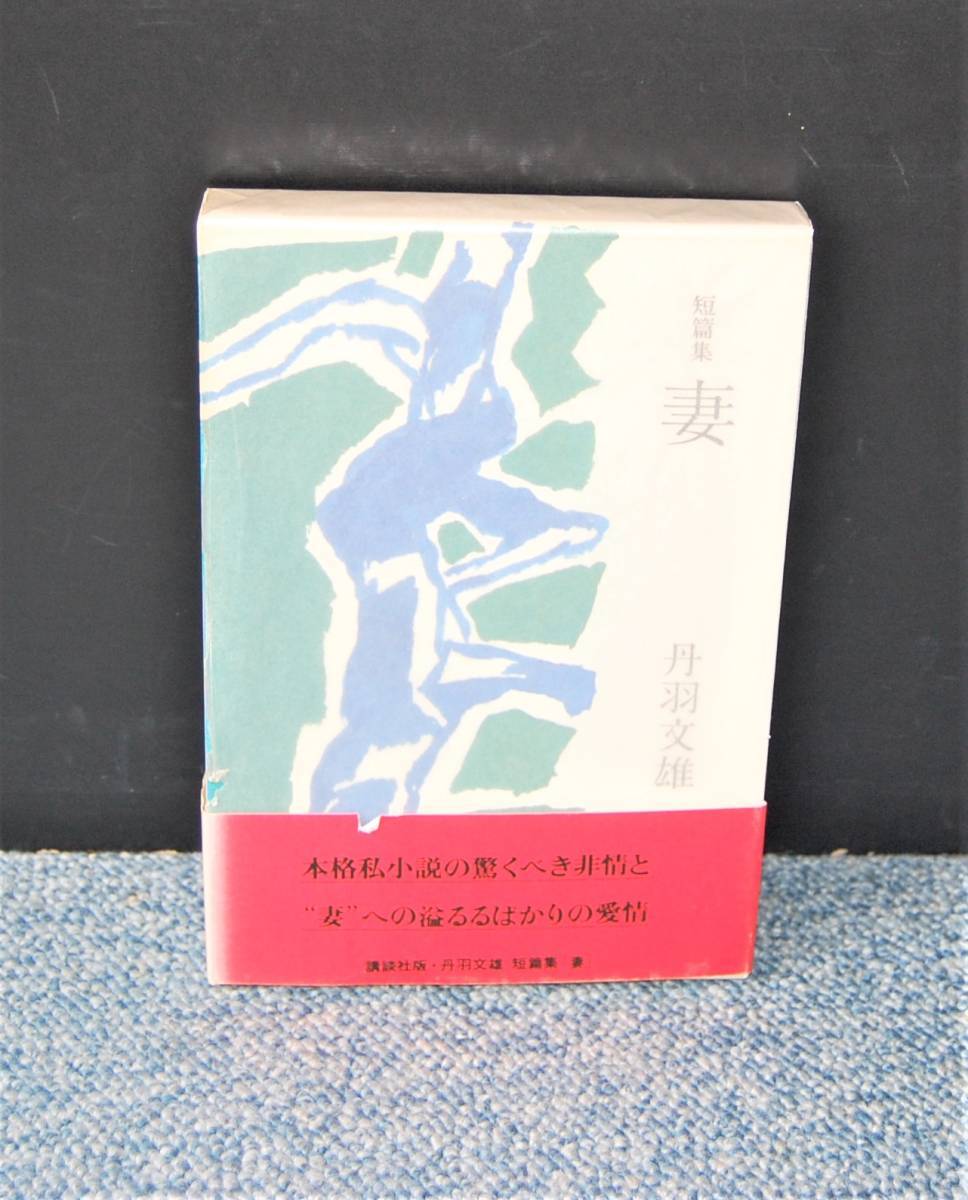 短篇集
妻
丹羽文雄
本格私小説の驚くべき非情と
“妻”への溢るるばかりの愛情
講談社版・丹羽文雄 短篇集 妻